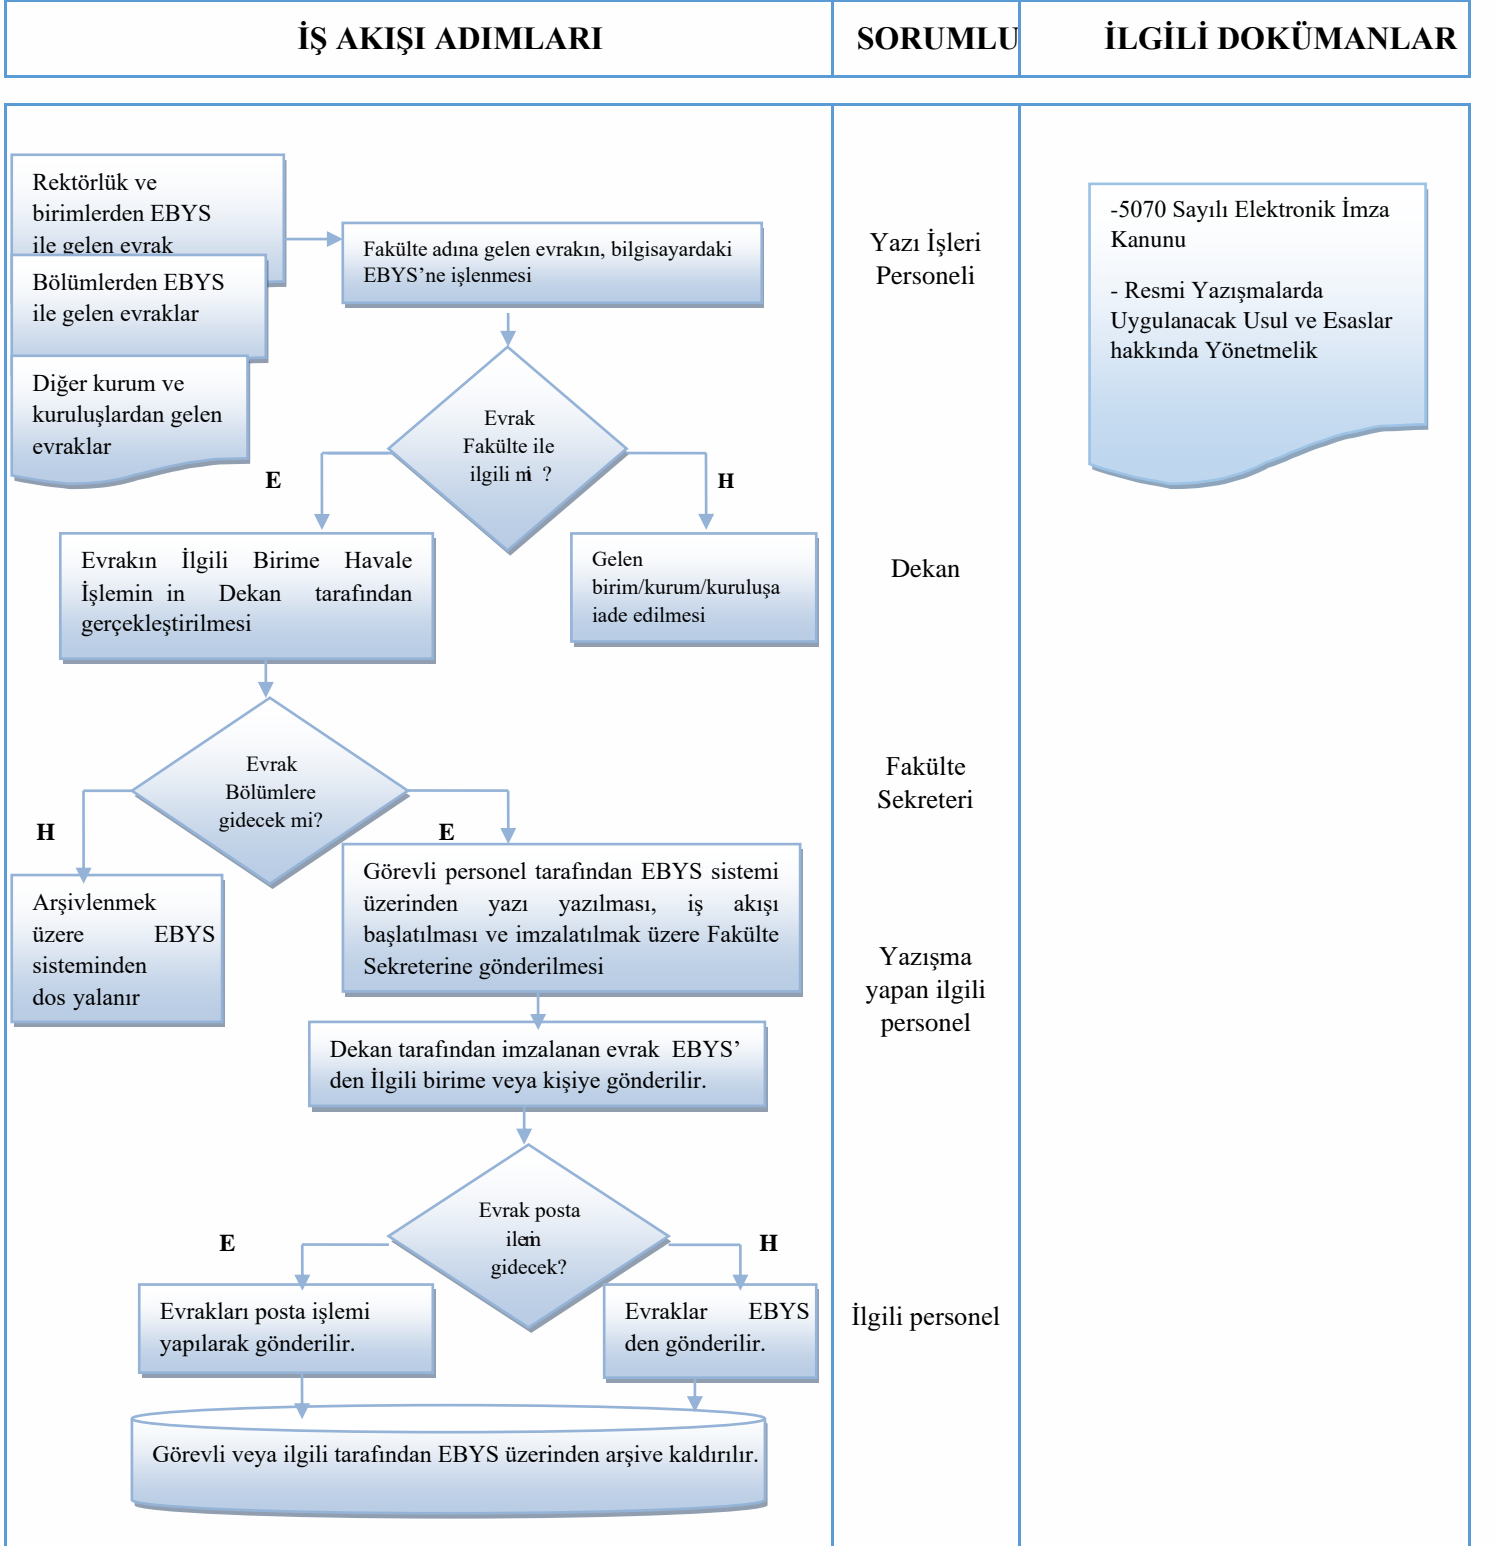 İŞ AKIŞI ADIMLARI
SORUMLU
İLGİLİ DOKÜMANLAR
Rektörlük ve
birimlerden EBYS
ile gelen evrak
Bölümlerden EBYS
ile gelen evraklar
Diğer kurum ve
kuruluşlardan gelen
evraklar
Fakülte adına gelen evrakın, bilgisayardaki
EBYS’ne işlenmesi
Yazı İşleri
Personeli
-5070 Sayılı Elektronik İmza
Kanunu
- Resmi Yazışmalarda
Uygulanacak Usul ve Esaslar
hakkında Yönetmelik
Evrak
Fakülte ile
ilgili mi ?
E
H
Evrakın İlgili Birime Havale
İşlemin in Dekan tarafından
gerçekleştirilmesi
Gelen
birim/kurum/kuruluşa
iade edilmesi
Dekan
Evrak
Bölümlere
gidecek mi?
H
E
Fakülte
Sekreteri
Arşivlenmek
üzere EBYS
sisteminden
dos yalanır
Görevli personel tarafından EBYS sistemi
üzerinden yazı yazılması, iş akışı
başlatılması ve imzalatılmak üzere Fakülte
Sekreterine gönderilmesi
Yazışma
yapan ilgili
personel
Dekan tarafından imzalanan evrak EBYS’
den İlgili birime veya kişiye gönderilir.
Evrak posta
ile
gidecek?
E
H
Evrakları posta işlemi
yapılarak gönderilir.
Evraklar EBYS
den gönderilir.
İlgili personel
Görevli veya ilgili tarafından EBYS üzerinden arşive kaldırılır.